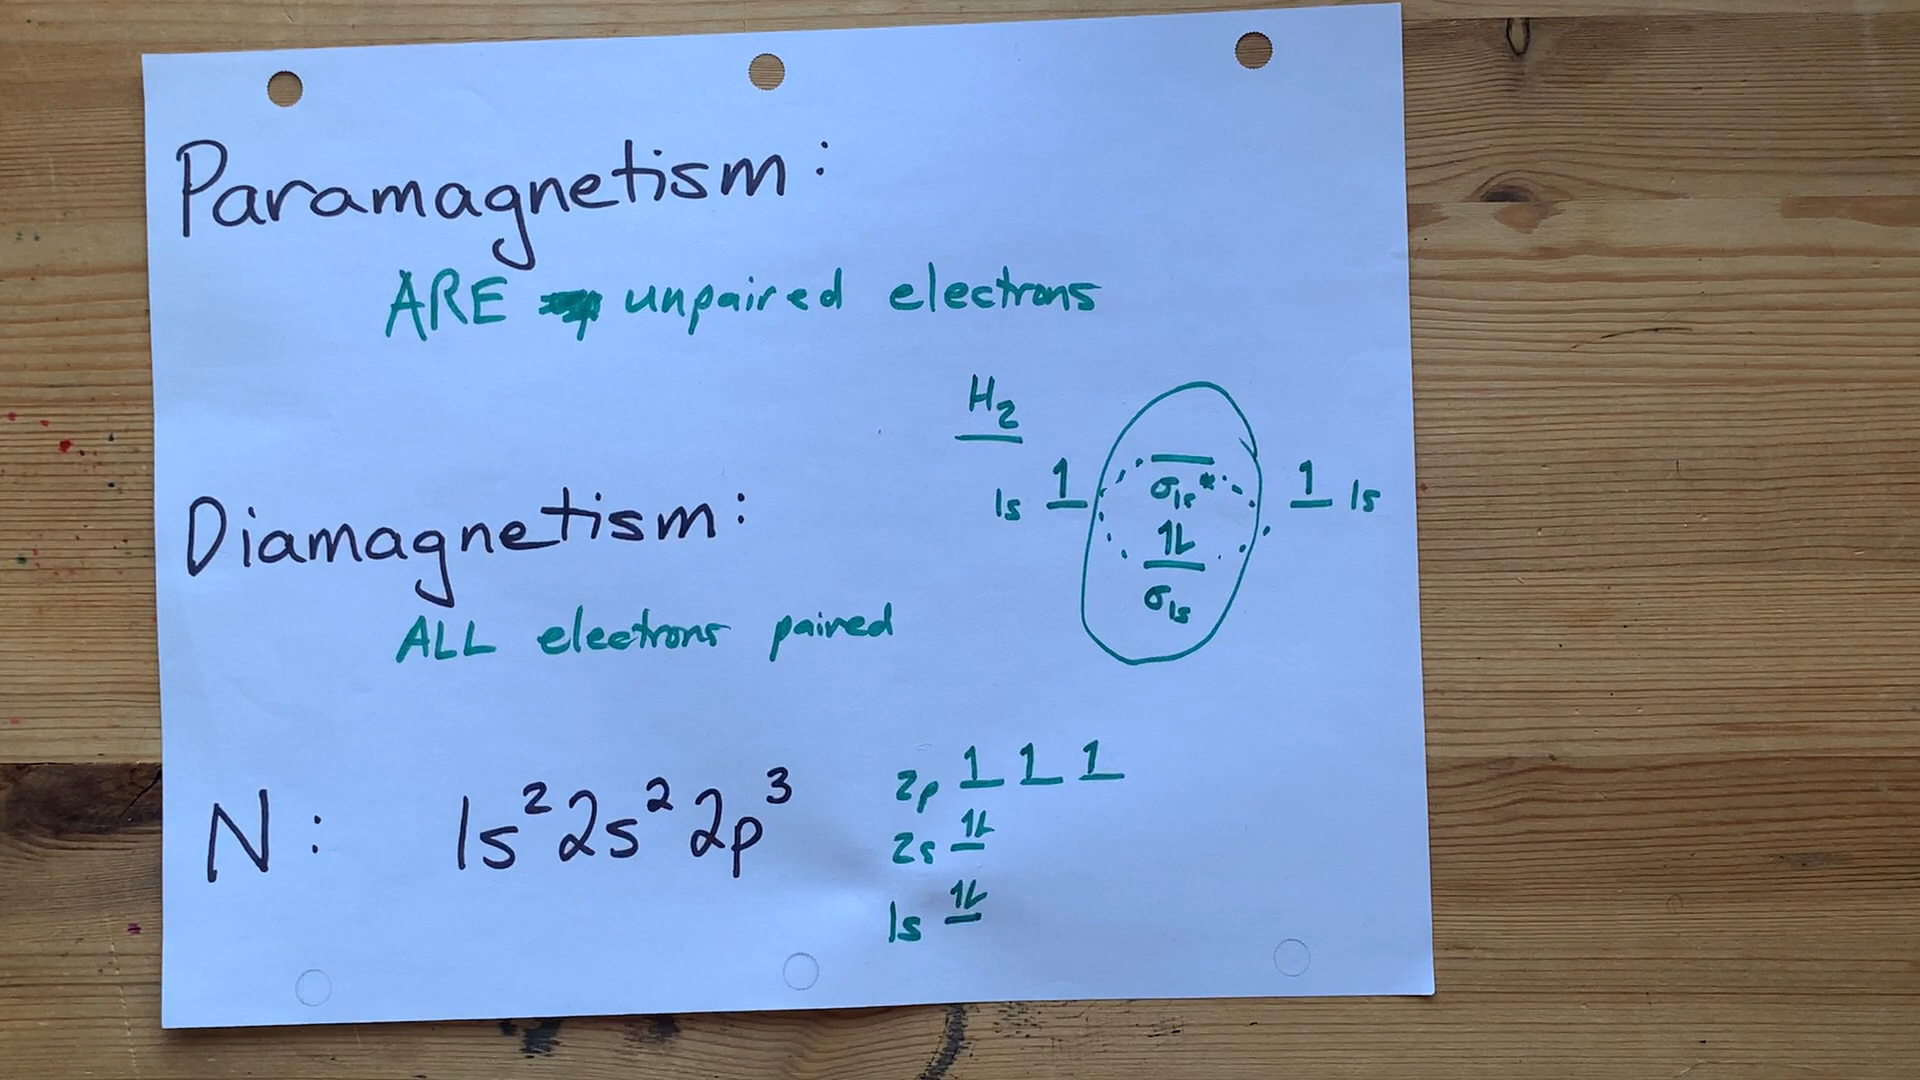 Paramagnetism:
ARE unpaired electrons
H₂
1s 1 σ1s* 1 1s
1L
σ1s
Diamagnetism:
ALL electrons paired
N: 1s²2s²2p³
2p 1 1 1
2s 1L
1s 1L